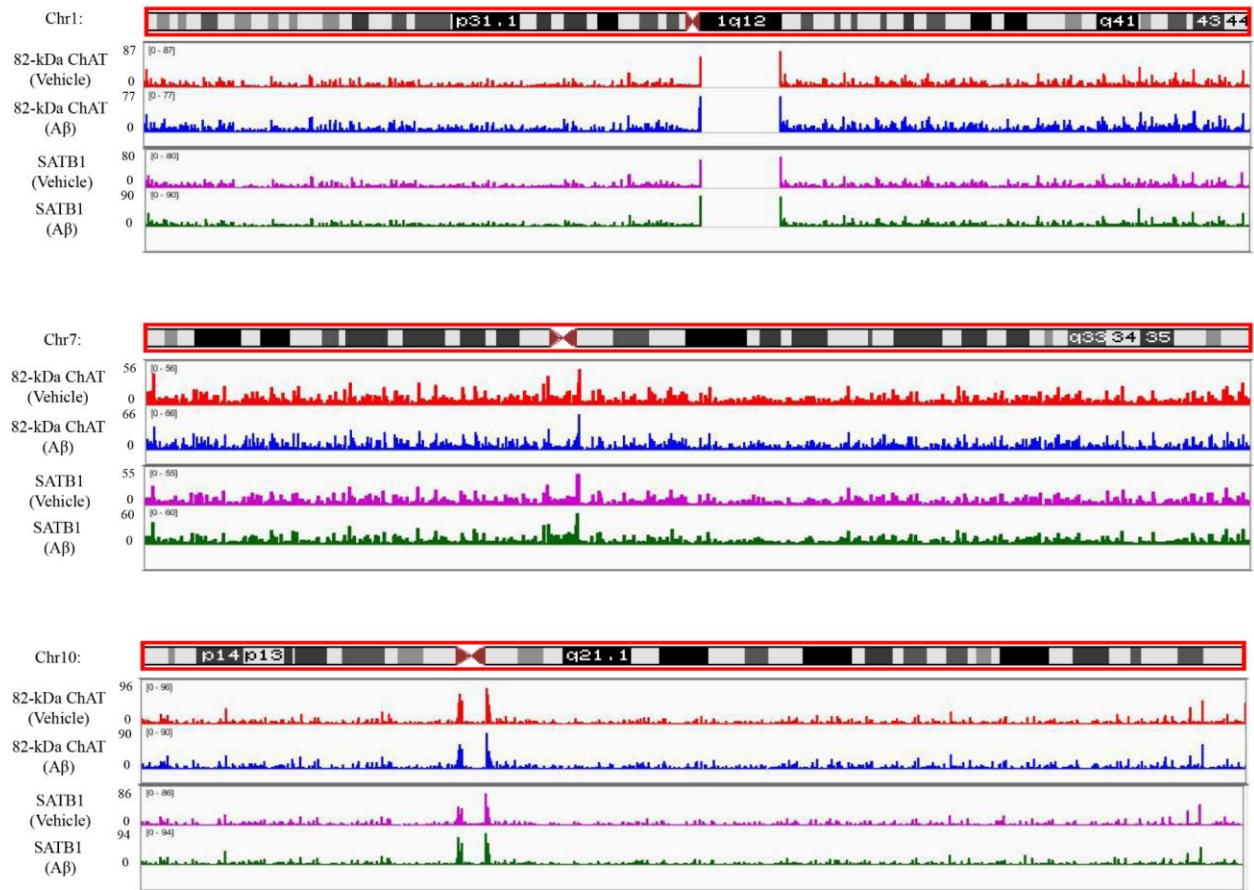 Chr1:
p31.1 1q12 q41 43 44
82-kDa ChAT
(Vehicle)
87
0
[0 - 87]
82-kDa ChAT
(Aβ)
77
0
[0 - 77]
SATB1
(Vehicle)
80
0
[0 - 80]
SATB1
(Aβ)
90
0
[0 - 90]
Chr7:
q33 34 35
82-kDa ChAT
(Vehicle)
56
0
[0 - 56]
82-kDa ChAT
(Aβ)
66
0
[0 - 66]
SATB1
(Vehicle)
55
0
[0 - 55]
SATB1
(Aβ)
60
0
[0 - 60]
Chr10:
p14 p13 q21.1
82-kDa ChAT
(Vehicle)
96
0
[0 - 96]
82-kDa ChAT
(Aβ)
90
0
[0 - 90]
SATB1
(Vehicle)
86
0
[0 - 86]
SATB1
(Aβ)
94
0
[0 - 94]